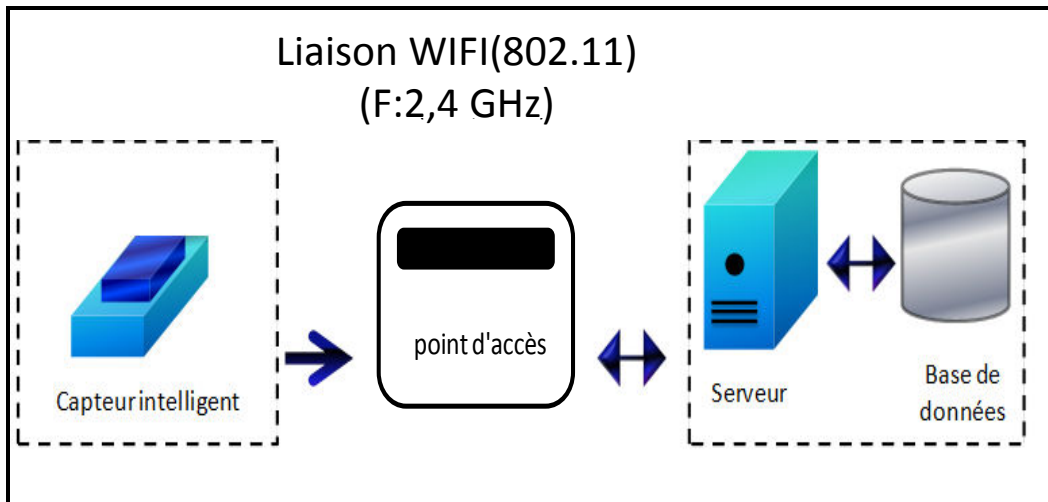 Liaison WIFI(802.11)
(F:2,4 GHz)
point d'accès
Capteur intelligent
Serveur
Base de
données